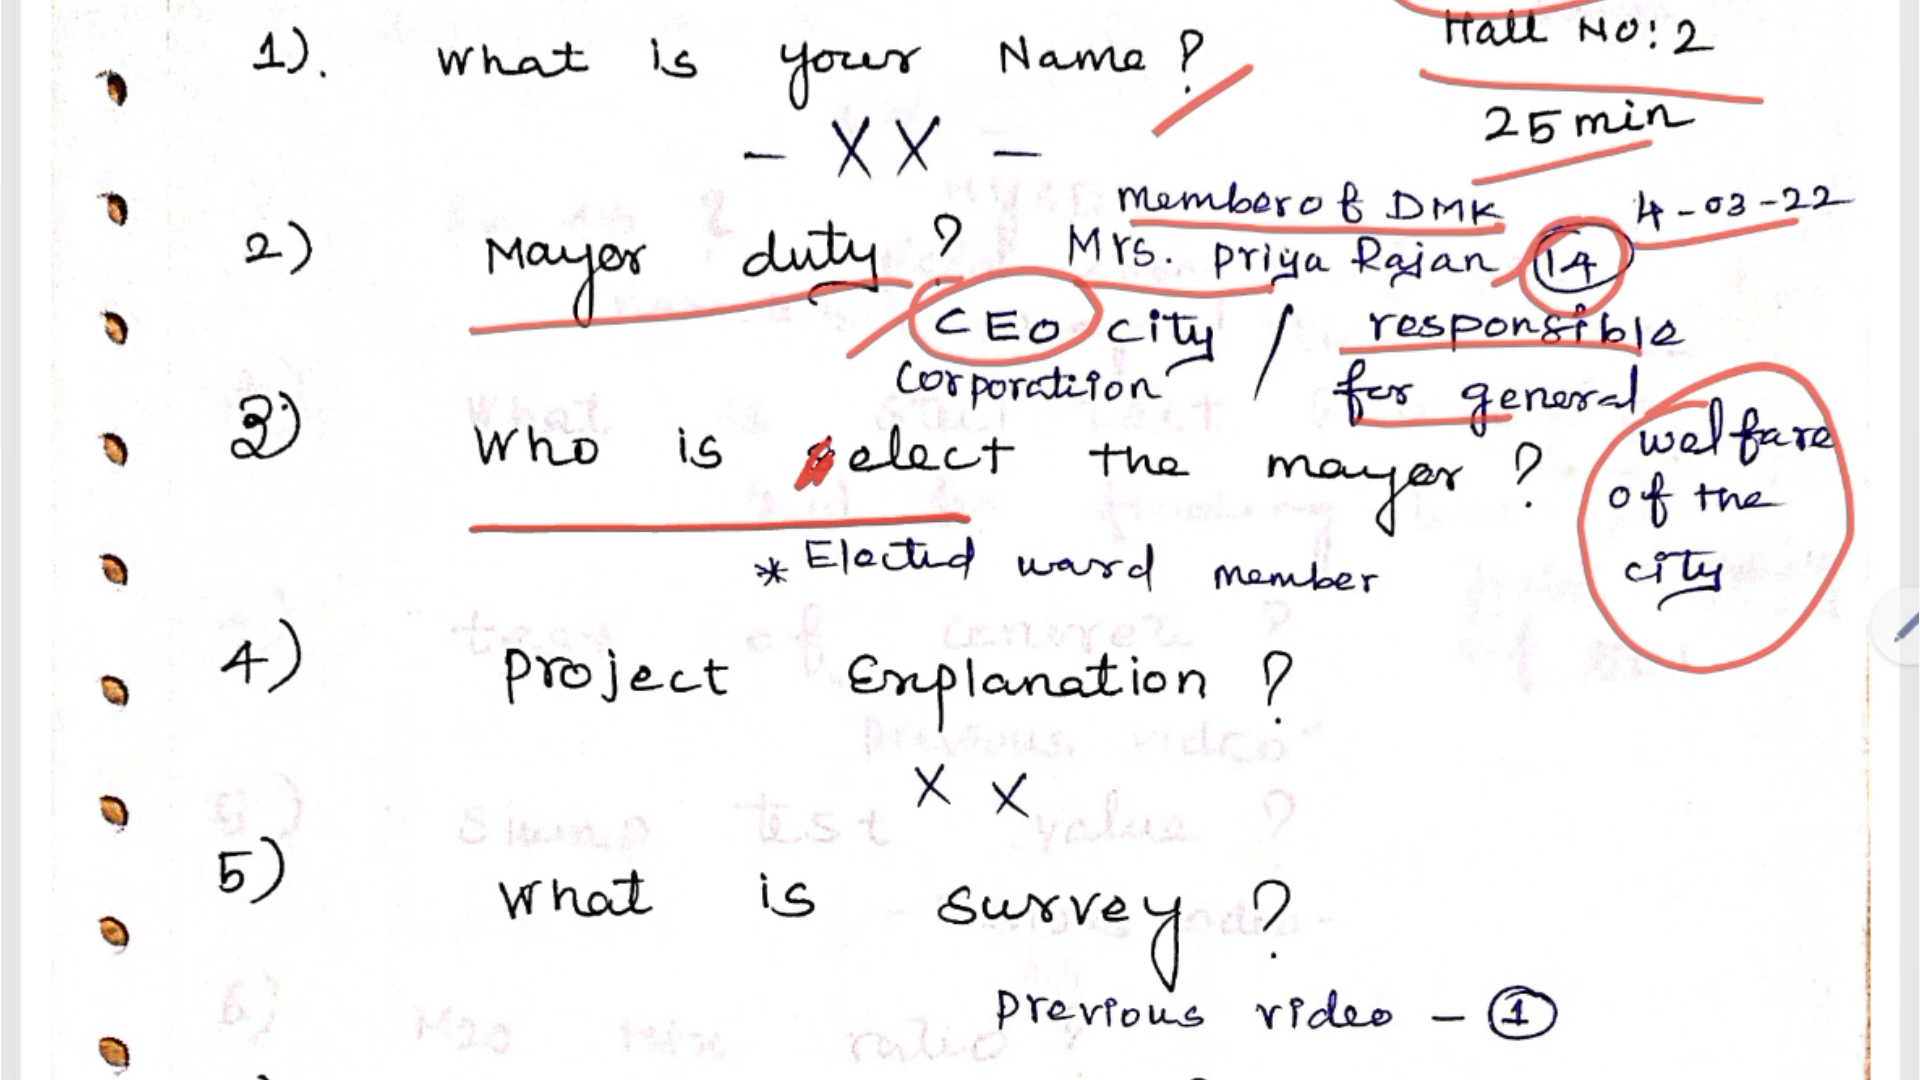 Hall No: 2
1). What is your Name?
25 min
- X X -
member of DMK
4-03-22
2) Mayor duty? Mrs. Priya Rajan 14
CEO city / responsible
corporation for general
welfare
of the
city
3) Who is elect the mayor?
* Elected ward member
4) Project Explanation?
X X
5) What is survey?
Previous video - 1